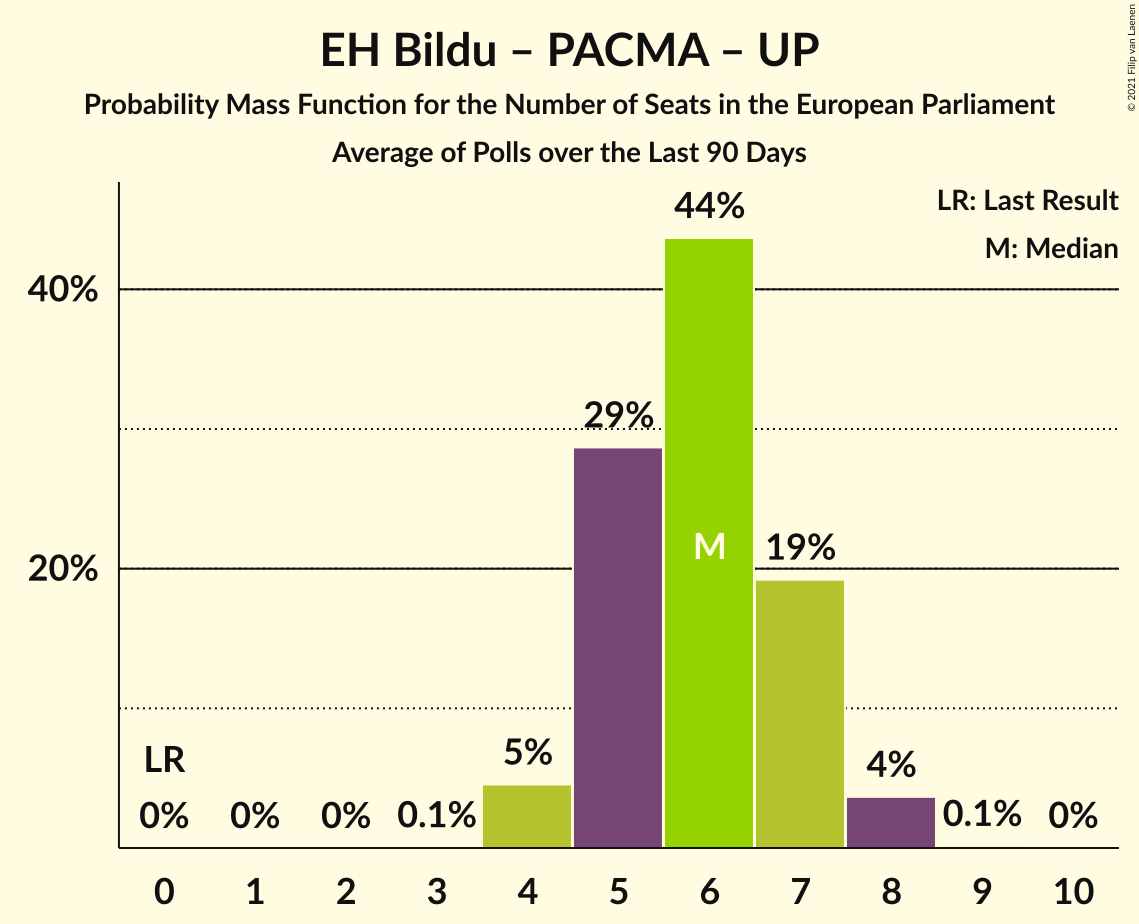 EH Bildu – PACMA – UP
Probability Mass Function for the Number of Seats in the European Parliament
Average of Polls over the Last 90 Days
© 2021 Filip van Laenen
LR: Last Result
M: Median
44%
40%
29%
M
19%
20%
LR
5%
4%
0%
0%
0%
0.1%
0.1%
0%
0 1 2 3 4 5 6 7 8 9 10